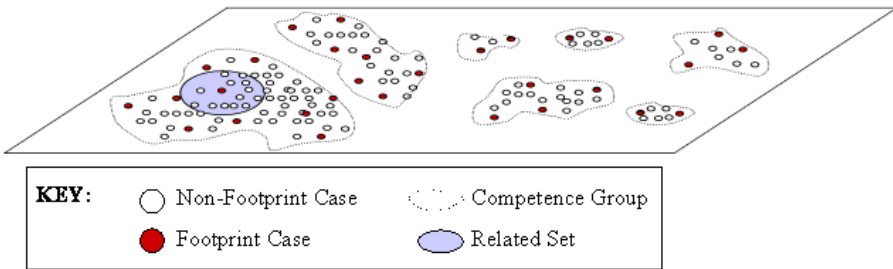 KEY:
Non-Footprint Case
Competence Group
Footprint Case
Related Set